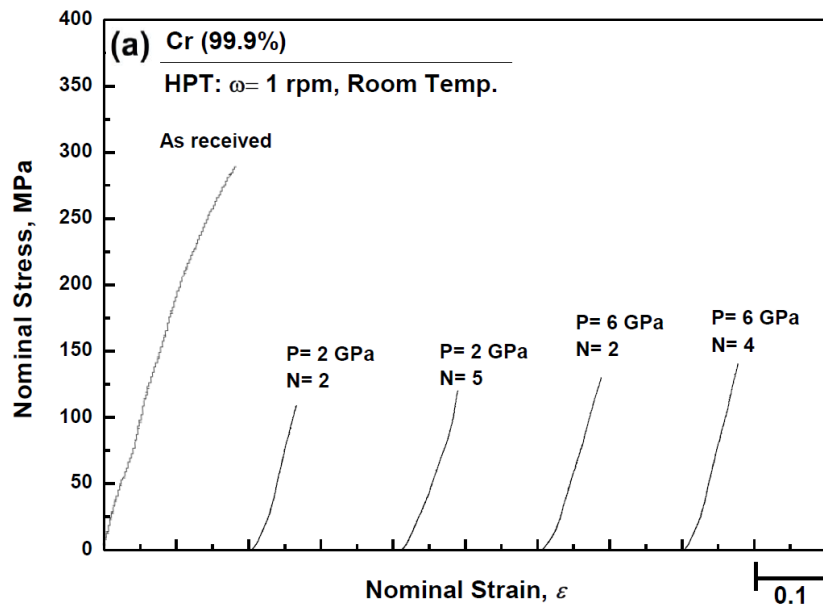 (a) Cr (99.9%)
HPT: ω= 1 rpm, Room Temp.
As received
P= 2 GPa
N= 2
P= 2 GPa
N= 5
P= 6 GPa
N= 2
P= 6 GPa
N= 4
400
350
300
250
200
150
100
50
0
Nominal Stress, MPa
Nominal Strain, ε
0.1